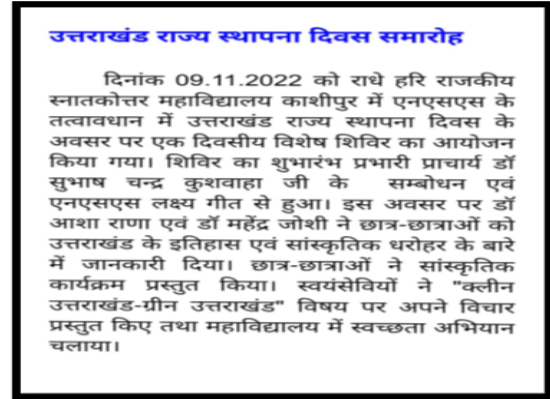 उत्तराखंड राज्य स्थापना दिवस समारोह
दिनांक 09.11.2022 को राधे हरि राजकीय
स्नातकोत्तर महाविद्यालय काशीपुर में एनएसएस के
तत्वावधान में उत्तराखंड राज्य स्थापना दिवस के
अवसर पर एक दिवसीय विशेष शिविर का आयोजन
किया गया। शिविर का शुभारंभ प्रभारी प्राचार्य डॉ
सुभाष चन्द्र कुशवाहा जी के सम्बोधन एवं
एनएसएस लक्ष्य गीत से हुआ। इस अवसर पर डॉ
आशा राणा एवं डॉ महेंद्र जोशी ने छात्र-छात्राओं को
उत्तराखंड के इतिहास एवं सांस्कृतिक धरोहर के बारे
में जानकारी दिया। छात्र-छात्राओं ने सांस्कृतिक
कार्यक्रम प्रस्तुत किया। स्वयंसेवियों ने "क्लीन
उत्तराखंड-ग्रीन उत्तराखंड" विषय पर अपने विचार
प्रस्तुत किए तथा महाविद्यालय में स्वच्छता अभियान
चलाया।